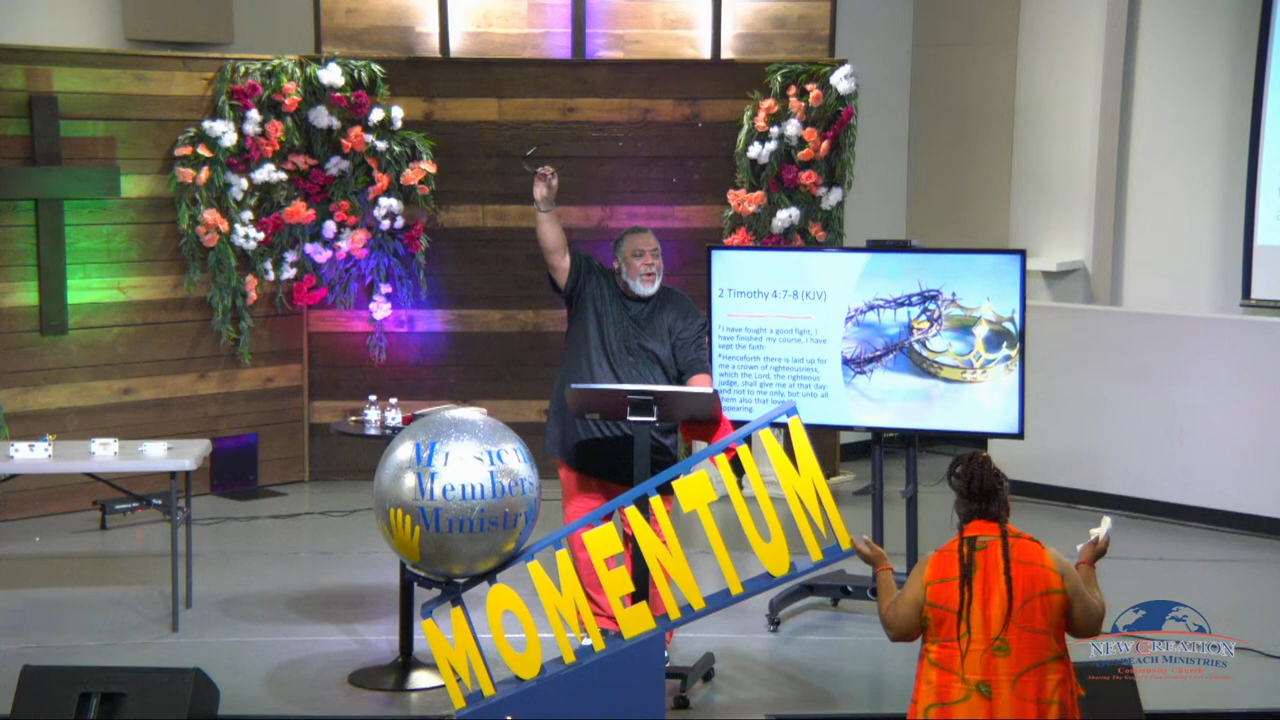 2 Timothy 4:7-8 (KJV)
7 I have fought a good fight, I
have finished my course, I have
kept the faith:
8 Henceforth there is laid up for
me a crown of righteousness,
which the Lord, the righteous
judge, shall give me at that day:
and not to me only, but unto all
them also that love
appearing.
Mission
Members
Ministry
MOMENTUM
NEW CREATION
OUTREACH MINISTRIES
Community Church